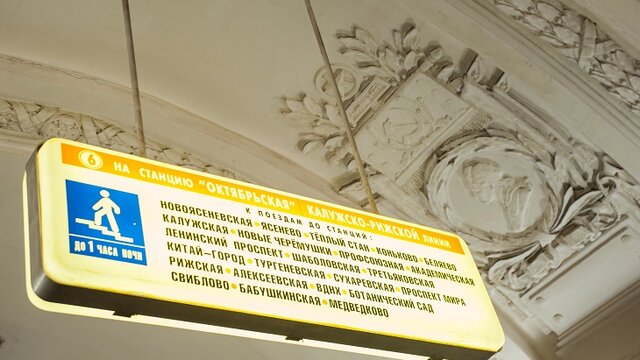 6 НА СТАНЦИЮ "ОКТЯБРЬСКАЯ" КАЛУЖСКО-РИЖСКОЙ ЛИНИИ
К ПОЕЗДАМ ДО СТАНЦИЙ:
НОВОЯСЕНЕВСКАЯ • ЯСЕНЕВО • ТЁПЛЫЙ СТАН • КОНЬКОВО • БЕЛЯЕВО
КАЛУЖСКАЯ • НОВЫЕ ЧЕРЁМУШКИ • ПРОФСОЮЗНАЯ • АКАДЕМИЧЕСКАЯ
ЛЕНИНСКИЙ ПРОСПЕКТ • ШАБОЛОВСКАЯ • ТРЕТЬЯКОВСКАЯ
КИТАЙ-ГОРОД • ТУРГЕНЕВСКАЯ • СУХАРЕВСКАЯ • ПРОСПЕКТ МИРА
РИЖСКАЯ • АЛЕКСЕЕВСКАЯ • ВДНХ • БОТАНИЧЕСКИЙ САД
СВИБЛОВО • БАБУШКИНСКАЯ • МЕДВЕДКОВО
ДО 1 ЧАСА НОЧИ